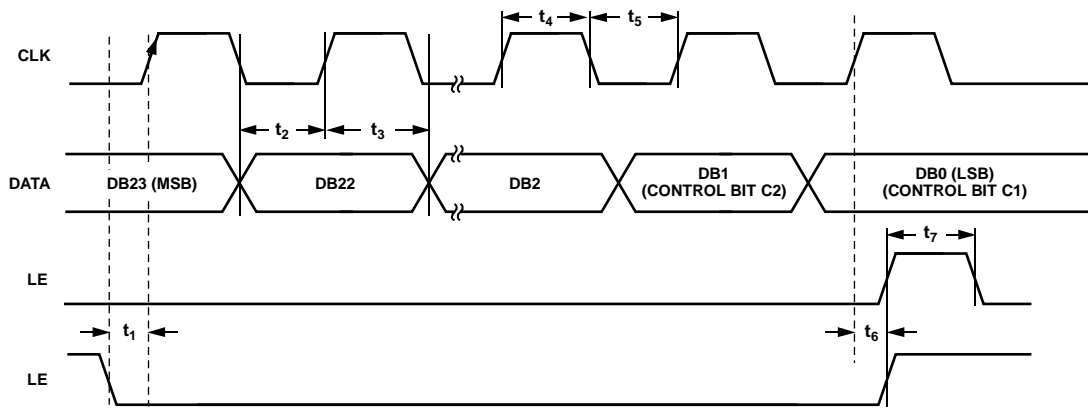 t4 t5
CLK
t2 t3
DATA DB23 (MSB) DB22 DB2 DB1 (CONTROL BIT C2) DB0 (LSB) (CONTROL BIT C1)
t7
LE
t1 t6
LE